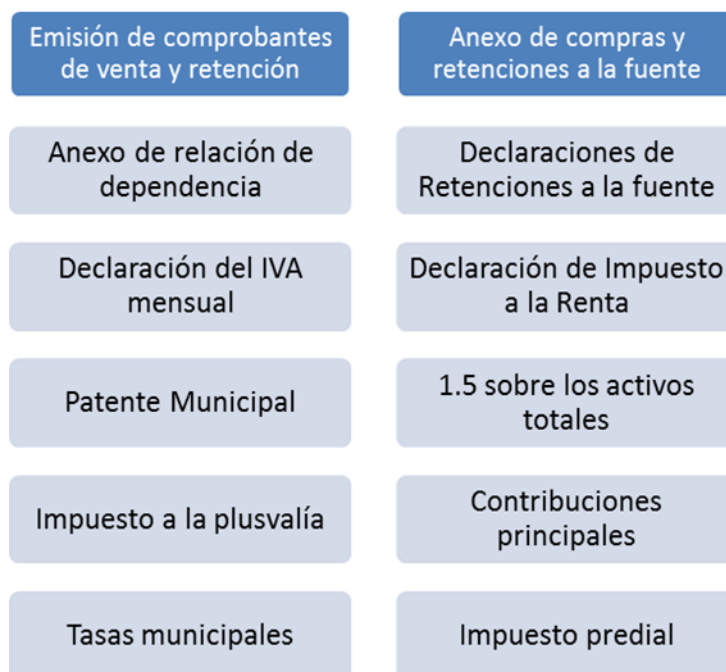 Emisión de comprobantes
de venta y retención
Anexo de relación de
dependencia
Declaración del IVA
mensual
Patente Municipal
Impuesto a la plusvalía
Tasas municipales
Anexo de compras y
retenciones a la fuente
Declaraciones de
Retenciones a la fuente
Declaración de Impuesto
a la Renta
1.5 sobre los activos
totales
Contribuciones
principales
Impuesto predial